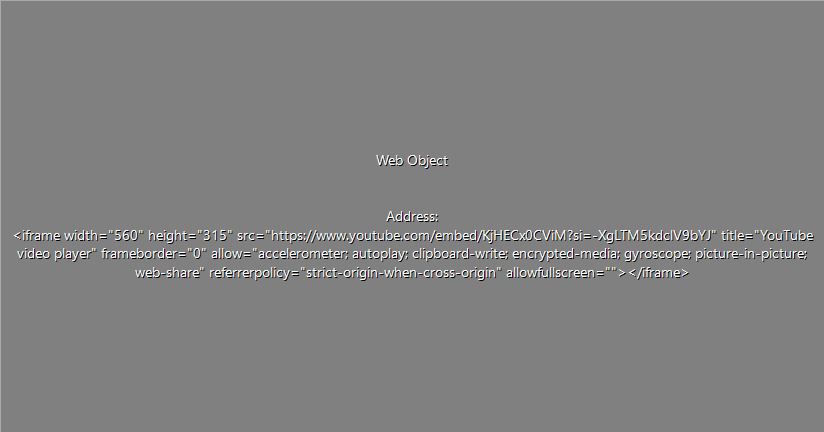 Web Object
Address:
<iframe width="560" height="315" src="https://www.youtube.com/embed/KjHECx0CViM?si=-XgLTM5kdclV9bYJ" title="YouTube
video player" frameborder="0" allow="accelerometer; autoplay; clipboard-write; encrypted-media; gyroscope; picture-in-picture;
web-share" referrerpolicy="strict-origin-when-cross-origin" allowfullscreen=""></iframe>